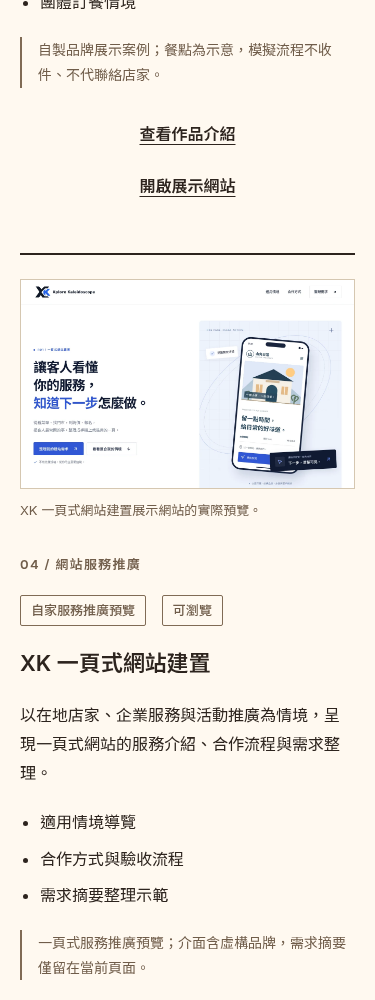 團體訂餐情境
自製品牌展示案例；餐點為示意，模擬流程不收
件、不代聯絡店家。
查看作品介紹
開啟展示網站
Xplore Kaleidoscope
讓客人看懂
你的服務，
知道下一步怎麼做。
留一點時間，
給日常的好味道。
XK 一頁式網站建置展示網站的實際預覽。
04 / 網站服務推廣
自家服務推廣預覽
可瀏覽
XK 一頁式網站建置
以在地店家、企業服務與活動推廣為情境，呈
現一頁式網站的服務介紹、合作流程與需求整
理。
適用情境導覽
合作方式與驗收流程
需求摘要整理示範
一頁式服務推廣預覽；介面含虛構品牌，需求摘要
僅留在當前頁面。